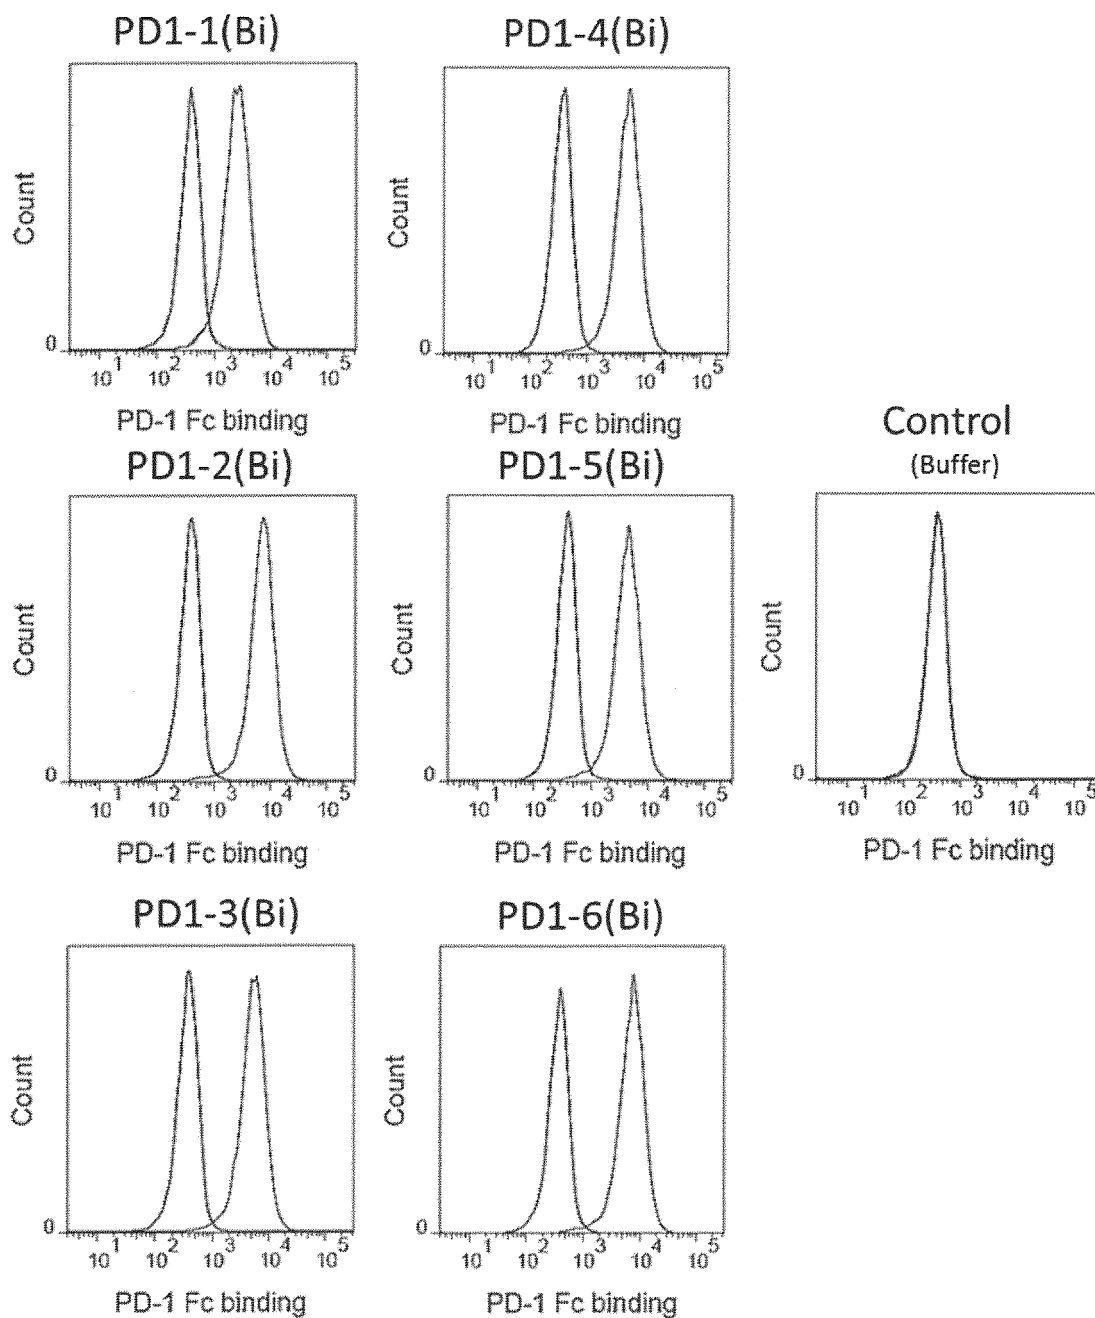 PD1-1(Bi)
Count
0
10^1 10^2 10^3 10^4 10^5
PD-1 Fc binding
PD1-4(Bi)
Count
0
10^1 10^2 10^3 10^4 10^5
PD-1 Fc binding
PD1-2(Bi)
Count
0
10^1 10^2 10^3 10^4 10^5
PD-1 Fc binding
PD1-5(Bi)
Count
0
10^1 10^2 10^3 10^4 10^5
PD-1 Fc binding
Control
(Buffer)
Count
0
10^1 10^2 10^3 10^4 10^5
PD-1 Fc binding
PD1-3(Bi)
Count
0
10^1 10^2 10^3 10^4 10^5
PD-1 Fc binding
PD1-6(Bi)
Count
0
10^1 10^2 10^3 10^4 10^5
PD-1 Fc binding